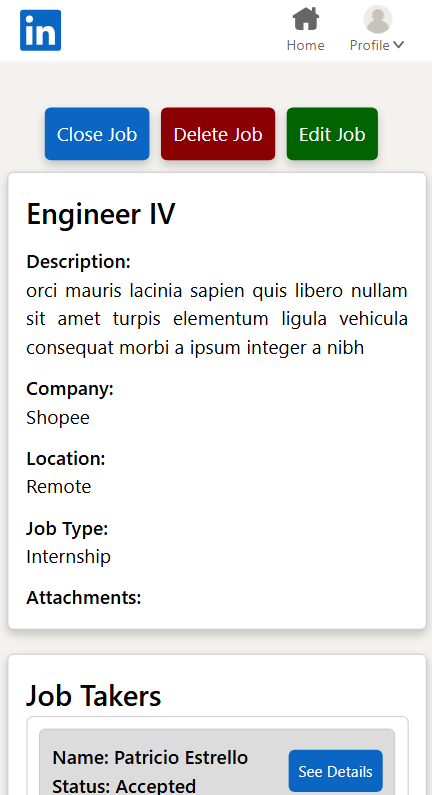 in
Home
Profile
Close Job
Delete Job
Edit Job
Engineer IV
Description:
orci mauris lacinia sapien quis libero nullam
sit amet turpis elementum ligula vehicula
consequat morbi a ipsum integer a nibh
Company:
Shopee
Location:
Remote
Job Type:
Internship
Attachments:
Job Takers
Name: Patricio Estrello
See Details
Status: Accepted